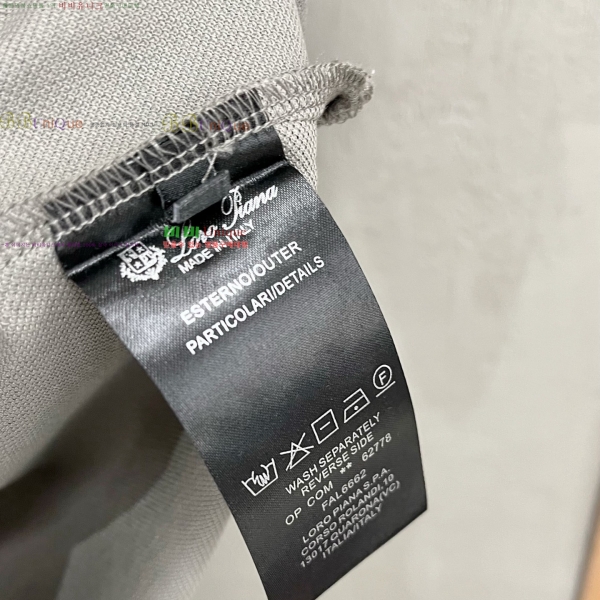 Loro Piana
MADE IN ITALY
ESTERNO/OUTER
PARTICOLARI/DETAILS
WASH SEPARATELY
REVERSE SIDE
OP COM ** 62778
FAL6662
LORO PIANA S.P.A.
CORSO ROLANDI,10
13017 QUARONA(VC)
ITALIA/ITALY
F